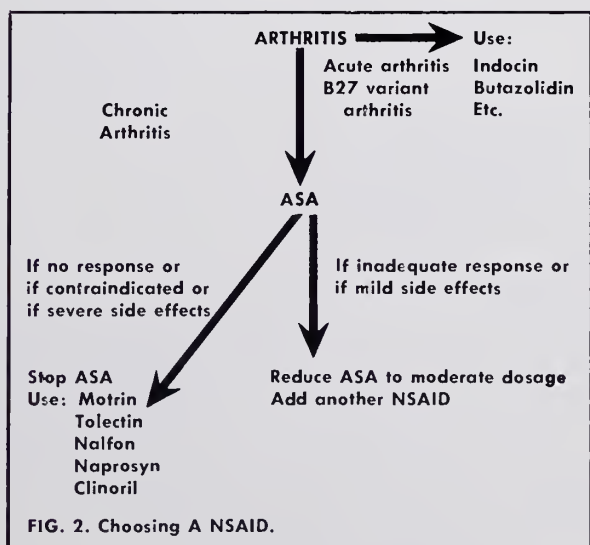 ARTHRITIS
Use:
Acute arthritis
B27 variant
arthritis
Indocin
Butazolidin
Etc.
Chronic
Arthritis
ASA
If no response or
if contraindicated or
if severe side effects
If inadequate response or
if mild side effects
Stop ASA
Use: Motrin
Tolectin
Nalfon
Naprosyn
Clinoril
Reduce ASA to moderate dosage
Add another NSAID
FIG. 2. Choosing A NSAID.